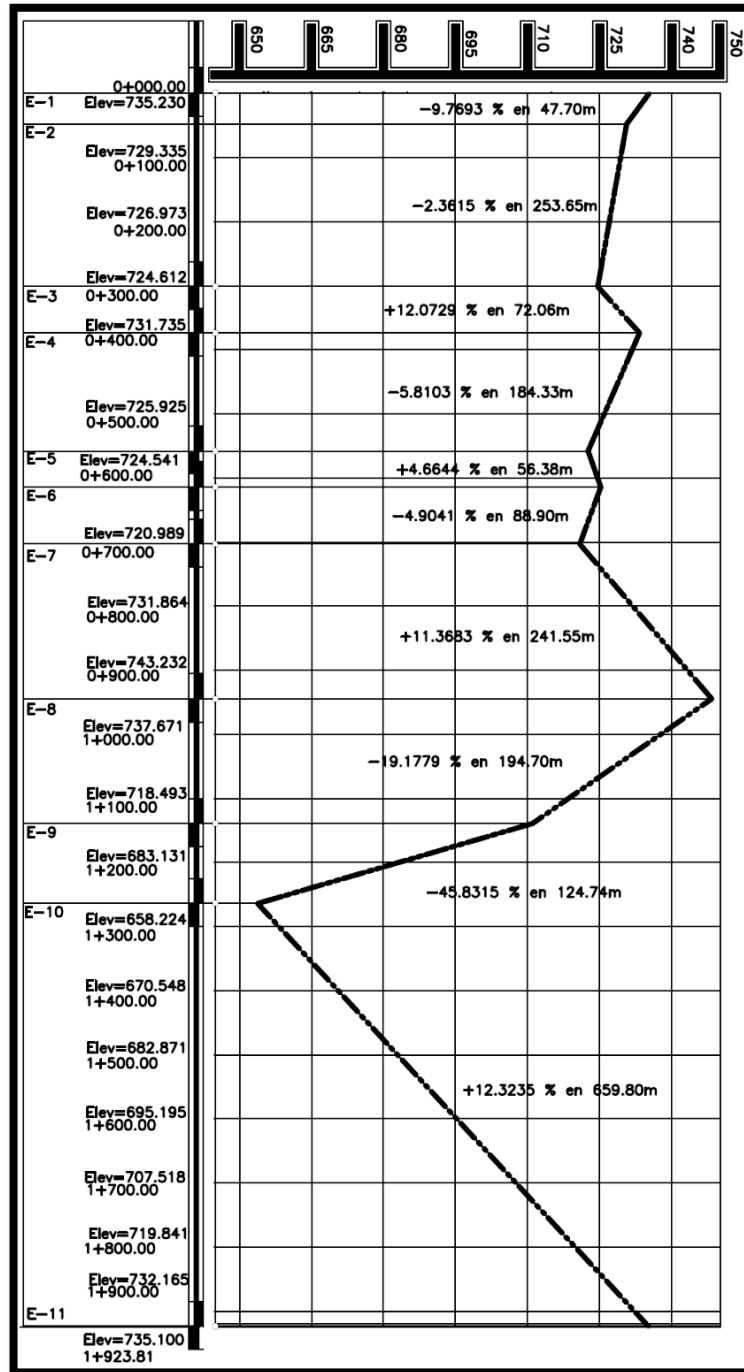 650
665
680
695
710
725
740
750
0+000.00
E-1
Elev=735.230
-9.7693 % en 47.70m
E-2
Elev=729.335
0+100.00
-2.3615 % en 253.65m
Elev=726.973
0+200.00
Elev=724.612
E-3
0+300.00
+12.0729 % en 72.06m
Elev=731.735
E-4
0+400.00
-5.8103 % en 184.33m
Elev=725.925
0+500.00
E-5
Elev=724.541
0+600.00
+4.6644 % en 56.38m
E-6
-4.9041 % en 88.90m
Elev=720.989
E-7
0+700.00
Elev=731.864
0+800.00
+11.3683 % en 241.55m
Elev=743.232
0+900.00
E-8
Elev=737.671
1+000.00
-19.1779 % en 194.70m
Elev=718.493
1+100.00
E-9
Elev=683.131
1+200.00
-45.8315 % en 124.74m
E-10
Elev=658.224
1+300.00
Elev=670.548
1+400.00
Elev=682.871
1+500.00
+12.3235 % en 659.80m
Elev=695.195
1+600.00
Elev=707.518
1+700.00
Elev=719.841
1+800.00
Elev=732.165
1+900.00
E-11
Elev=735.100
1+923.81